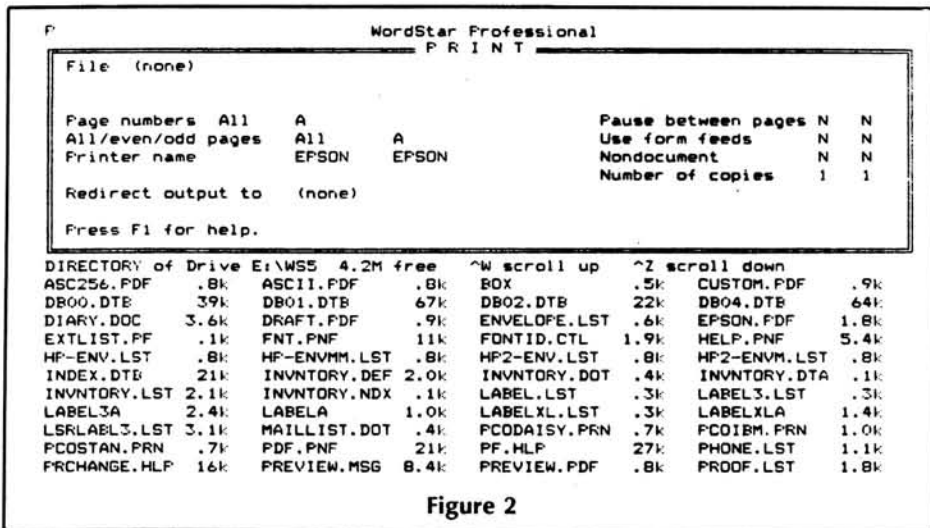 P WordStar Professional
P R I N T
File (none)
Page numbers All A Pause between pages N N
All/even/odd pages All A Use form feeds N N
Printer name EPSON EPSON Nondocument N N
Number of copies 1 1
Redirect output to (none)
Press F1 for help.
DIRECTORY of Drive E:\WS5 4.2M free ^W scroll up ^Z scroll down
ASC256.PDF .8k ASCII.PDF .8k BOX .5k CUSTOM.PDF .9k
DB00.DTB 39k DB01.DTB 67k DB02.DTB 22k DB04.DTB 64k
DIARY.DOC 3.6k DRAFT.PDF .9k ENVELOPE.LST .6k EPSON.PDF 1.8k
EXTLIST.PF .1k FNT.PNF 11k FONTID.CTL 1.9k HELP.PNF 5.4k
HP-ENV.LST .8k HP-ENVMM.LST .8k HP2-ENV.LST .8k HP2-ENVM.LST .8k
INDEX.DTB 21k INVNTORY.DEF 2.0k INVNTORY.DOT .4k INVNTORY.DTA .1k
INVNTORY.LST 2.1k INVNTORY.NDX .1k LABEL.LST .3k LABEL3.LST .3k
LABEL3A 2.4k LABELA 1.0k LABELXL.LST .3k LABELXLA 1.4k
LSRLABL3.LST 3.1k MAILLIST.DOT .4k PCODAISY.PRN .7k PCOIBM.PRN 1.0k
PCOSTAN.PRN .7k PDF.PNF 21k PF.HLP 27k PHONE.LST 1.1k
PRCHANGE.HLP 16k PREVIEW.MSG 8.4k PREVIEW.PDF .8k PROOF.LST 1.8k
Figure 2